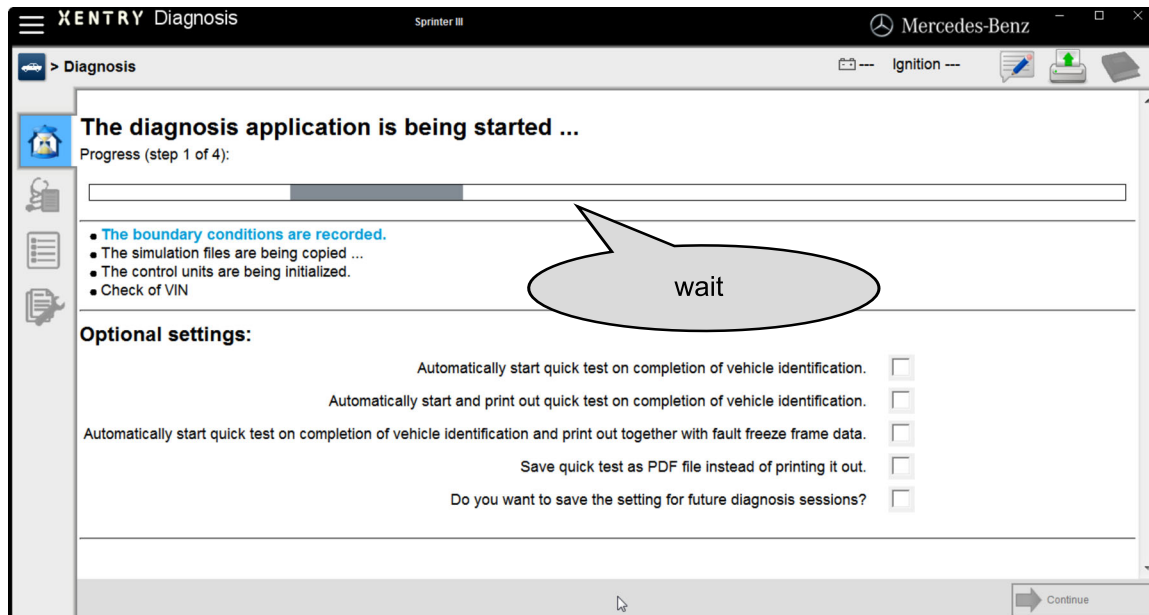 XENTRY Diagnosis
Sprinter III
Mercedes-Benz
> Diagnosis
--- Ignition ---
The diagnosis application is being started ...
Progress (step 1 of 4):
• The boundary conditions are recorded.
• The simulation files are being copied ...
• The control units are being initialized.
• Check of VIN
wait
Optional settings:
Automatically start quick test on completion of vehicle identification.
Automatically start and print out quick test on completion of vehicle identification.
Automatically start quick test on completion of vehicle identification and print out together with fault freeze frame data.
Save quick test as PDF file instead of printing it out.
Do you want to save the setting for future diagnosis sessions?
Continue